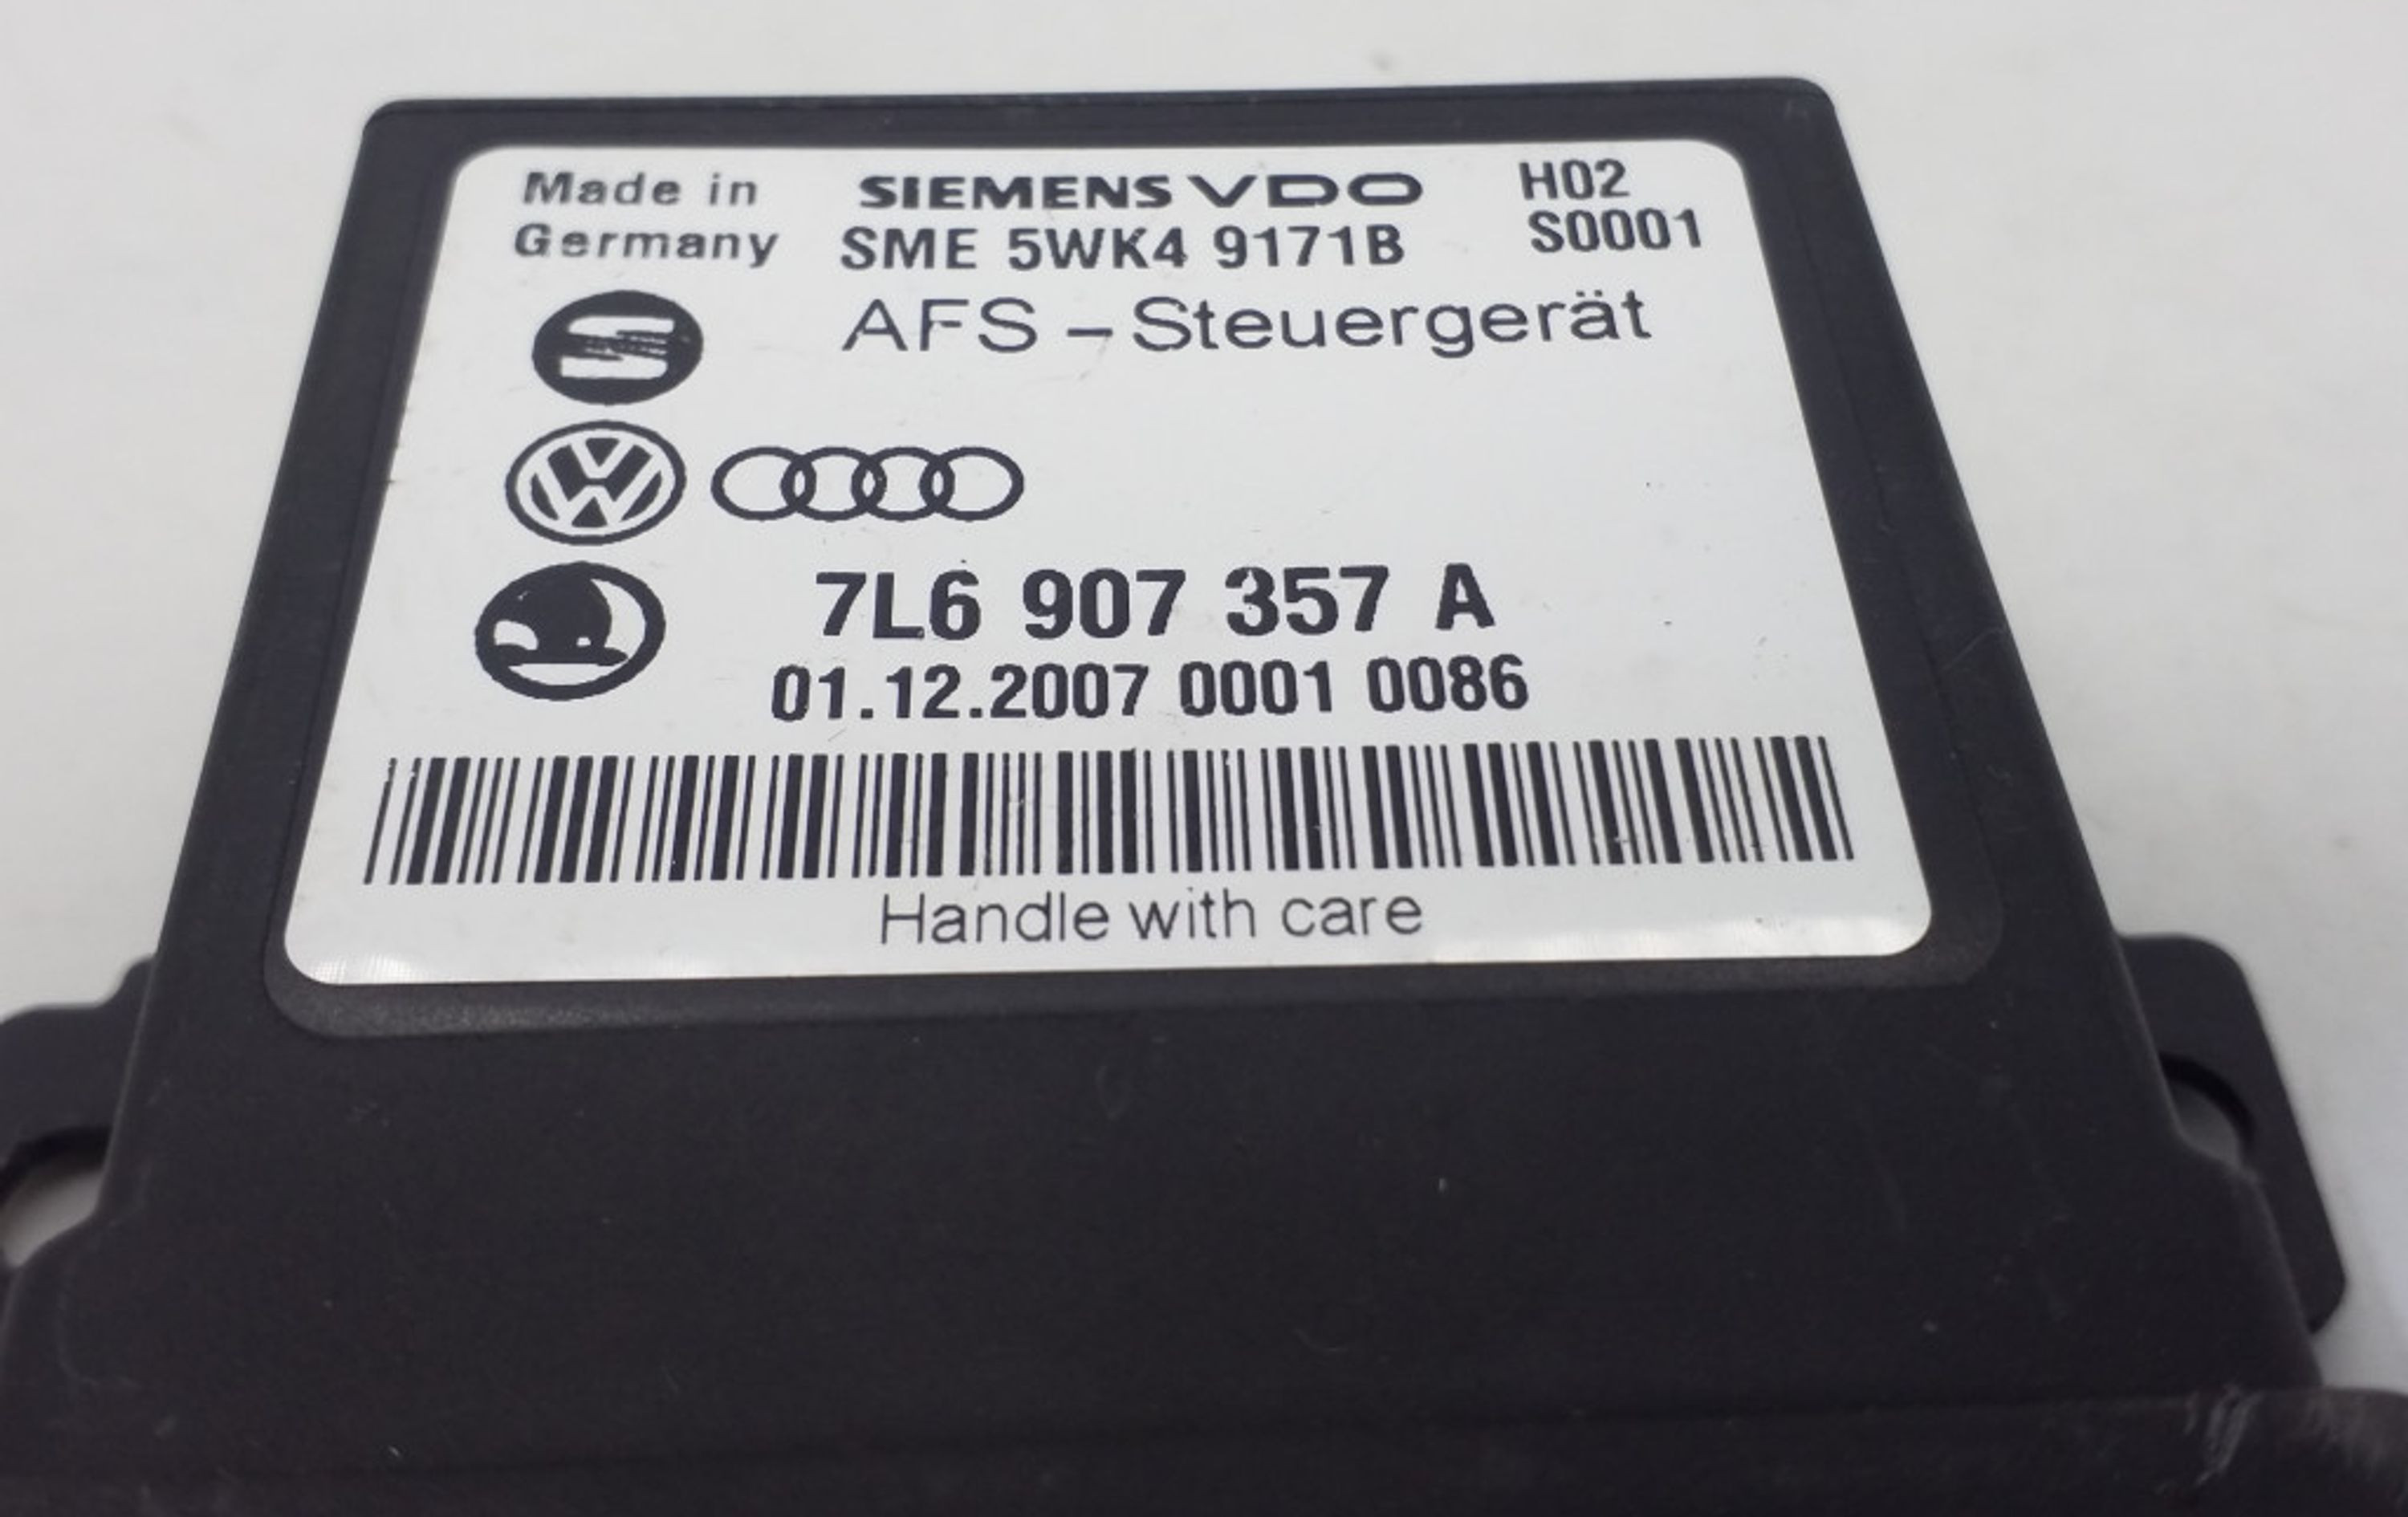 Made in
Germany
SIEMENS VDO
SME 5WK4 9171B
H02
S0001
AFS - Steuergerät
7L6 907 357 A
01.12.2007 0001 0086
Handle with care